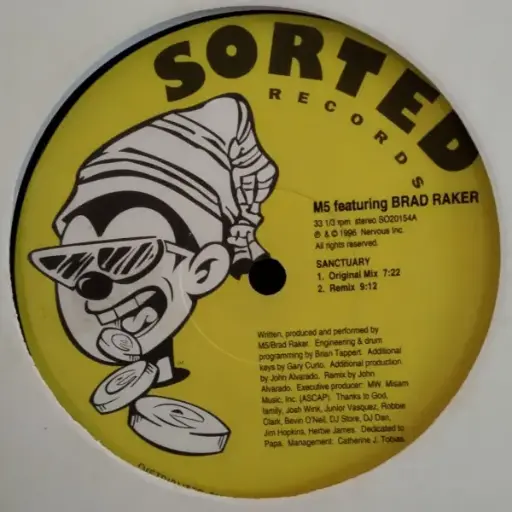 SORTED
RECORDS
M5 featuring BRAD RAKER
33 1/3 rpm stereo SO20154A
℗ & © 1996 Nervous Inc.
All rights reserved.
SANCTUARY
1. Original Mix 7:22
2. Remix 9:12
Written, produced and performed by
M5/Brad Raker. Engineering & drum
programming by Brian Tappert. Additional
keys by Gary Curlo. Additional production
by John Alvarado. Remix by John
Alvarado. Executive producer: MW. Misam
Music, Inc. (ASCAP). Thanks to God,
family, Josh Wink, Junior Vasquez, Robbie
Clark, Bevin O'Neil, DJ Store, DJ Dan,
Jim Hopkins, Herbie James. Dedicated to
Papa. Management: Catherine J. Tobias.